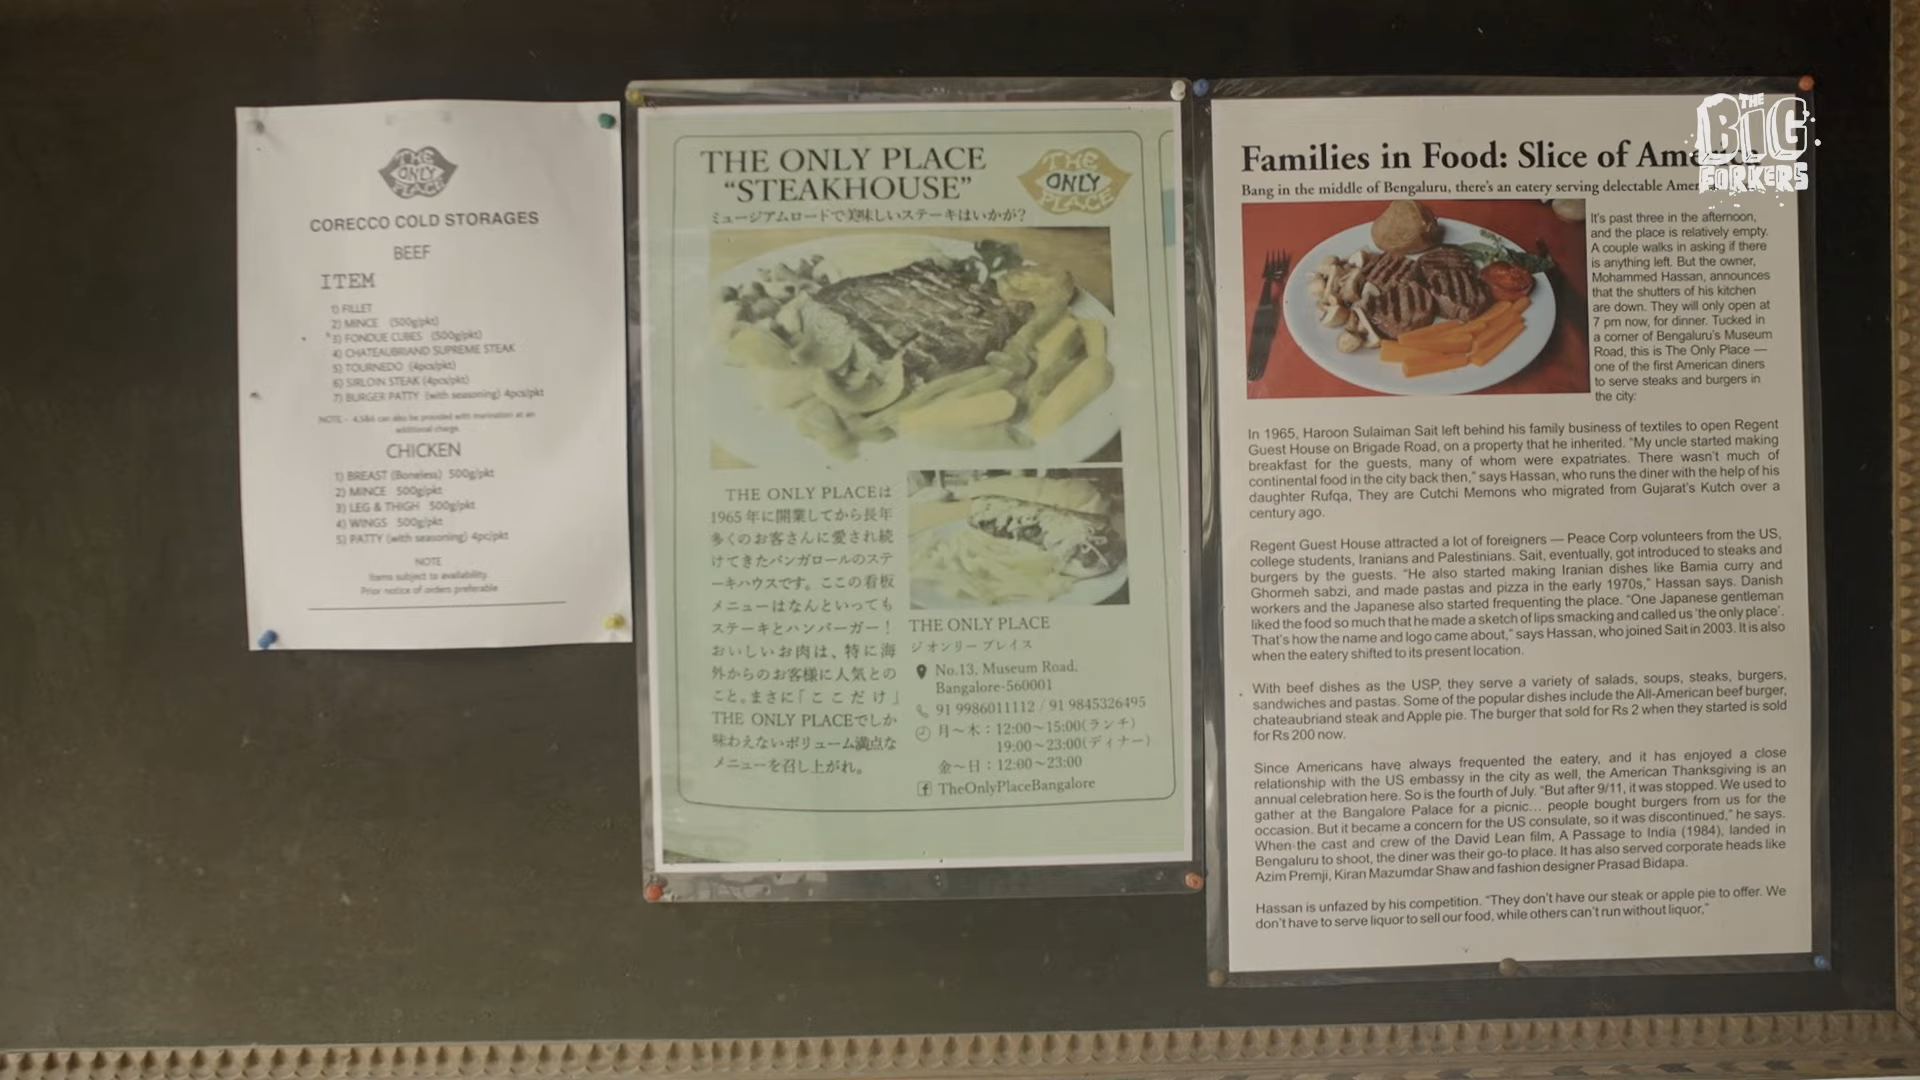 THE
ONLY
PLACE
CORECCO COLD STORAGES
BEEF
ITEM
1) FILLET
2) MINCE (500g/pkt)
3) FONDUE CUBES (500g/pkt)
4) CHATEAUBRIAND SUPREME STEAK
5) TOURNEDO (4pcs/pkt)
6) SIRLOIN STEAK (4pcs/pkt)
7) BURGER PATTY (with seasoning) 4pcs/pkt
NOTE - 4,5&6 can also be provided with marination at an
additional charge.
CHICKEN
1) BREAST (Boneless) 500g/pkt
2) MINCE 500g/pkt
3) LEG & THIGH 500g/pkt
4) WINGS 500g/pkt
5) PATTY (with seasoning) 4pc/pkt
NOTE
Items subject to availability.
Prior notice of orders preferable
THE ONLY PLACE
“STEAKHOUSE”
THE
ONLY
PLACE
ミュージアムロードで美味しいステーキはいかが?
THE ONLY PLACEは
1965年に開業してから長年
多くのお客さんに愛され続
けてきたバンガロールのステ
ーキハウスです。ここの看板
メニューはなんといっても
ステーキとハンバーガー!
おいしいお肉は、特に海
外からのお客様に人気との
こと。まさに「ここだけ」
THE ONLY PLACEでしか
味わえないボリューム満点な
メニューを召し上がれ。
THE ONLY PLACE
ジオンリープレイス
No.13, Museum Road,
Bangalore-560001
91 9986011112 / 91 9845326495
月～木：12:00～15:00(ランチ)
19:00～23:00(ディナー)
金～日：12:00～23:00
TheOnlyPlaceBangalore
THE
BIG
FORKERS
Families in Food: Slice of America
Bang in the middle of Bengaluru, there's an eatery serving delectable Amer
It's past three in the afternoon,
and the place is relatively empty.
A couple walks in asking if there
is anything left. But the owner,
Mohammed Hassan, announces
that the shutters of his kitchen
are down. They will only open at
7 pm now, for dinner. Tucked in
a corner of Bengaluru's Museum
Road, this is The Only Place —
one of the first American diners
to serve steaks and burgers in
the city.
In 1965, Haroon Sulaiman Sait left behind his family business of textiles to open Regent
Guest House on Brigade Road, on a property that he inherited. “My uncle started making
breakfast for the guests, many of whom were expatriates. There wasn't much of
continental food in the city back then,” says Hassan, who runs the diner with the help of his
daughter Rufqa, They are Cutchi Memons who migrated from Gujarat's Kutch over a
century ago.
Regent Guest House attracted a lot of foreigners — Peace Corp volunteers from the US,
college students, Iranians and Palestinians. Sait, eventually, got introduced to steaks and
burgers by the guests. “He also started making Iranian dishes like Bamia curry and
Ghormeh sabzi, and made pastas and pizza in the early 1970s,” Hassan says. Danish
workers and the Japanese also started frequenting the place. “One Japanese gentleman
liked the food so much that he made a sketch of lips smacking and called us ‘the only place’.
That's how the name and logo came about,” says Hassan, who joined Sait in 2003. It is also
when the eatery shifted to its present location.
With beef dishes as the USP, they serve a variety of salads, soups, steaks, burgers,
sandwiches and pastas. Some of the popular dishes include the All-American beef burger,
chateaubriand steak and Apple pie. The burger that sold for Rs 2 when they started is sold
for Rs 200 now.
Since Americans have always frequented the eatery, and it has enjoyed a close
relationship with the US embassy in the city as well, the American Thanksgiving is an
annual celebration here. So is the fourth of July. “But after 9/11, it was stopped. We used to
gather at the Bangalore Palace for a picnic… people bought burgers from us for the
occasion. But it became a concern for the US consulate, so it was discontinued,” he says.
When the cast and crew of the David Lean film, A Passage to India (1984), landed in
Bengaluru to shoot, the diner was their go-to place. It has also served corporate heads like
Azim Premji, Kiran Mazumdar Shaw and fashion designer Prasad Bidapa.
Hassan is unfazed by his competition. “They don't have our steak or apple pie to offer. We
don't have to serve liquor to sell our food, while others can't run without liquor,”